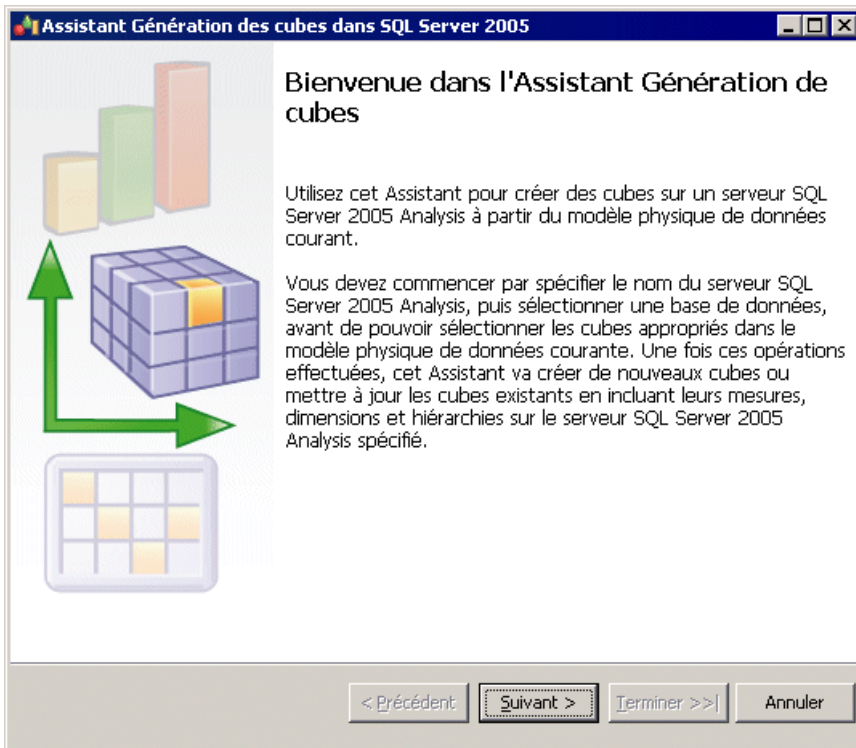 Assistant Génération des cubes dans SQL Server 2005
Bienvenue dans l'Assistant Génération de
cubes
Utilisez cet Assistant pour créer des cubes sur un serveur SQL
Server 2005 Analysis à partir du modèle physique de données
courant.
Vous devez commencer par spécifier le nom du serveur SQL
Server 2005 Analysis, puis sélectionner une base de données,
avant de pouvoir sélectionner les cubes appropriés dans le
modèle physique de données courante. Une fois ces opérations
effectuées, cet Assistant va créer de nouveaux cubes ou
mettre à jour les cubes existants en incluant leurs mesures,
dimensions et hiérarchies sur le serveur SQL Server 2005
Analysis spécifié.
< Précédent Suivant > Terminer >>| Annuler